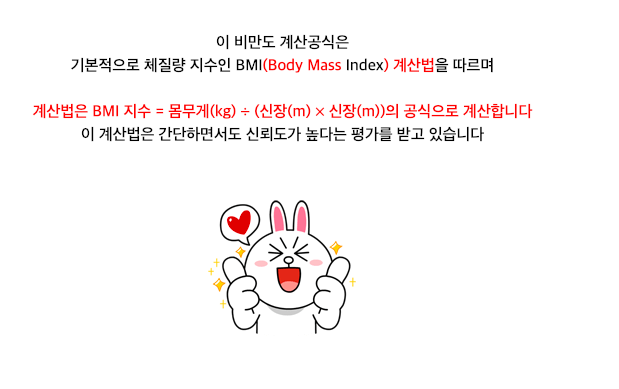 이 비만도 계산공식은
기본적으로 체질량 지수인 BMI(Body Mass Index) 계산법을 따르며
계산법은 BMI 지수 = 몸무게(kg) ÷ (신장(m) × 신장(m))의 공식으로 계산합니다
이 계산법은 간단하면서도 신뢰도가 높다는 평가를 받고 있습니다